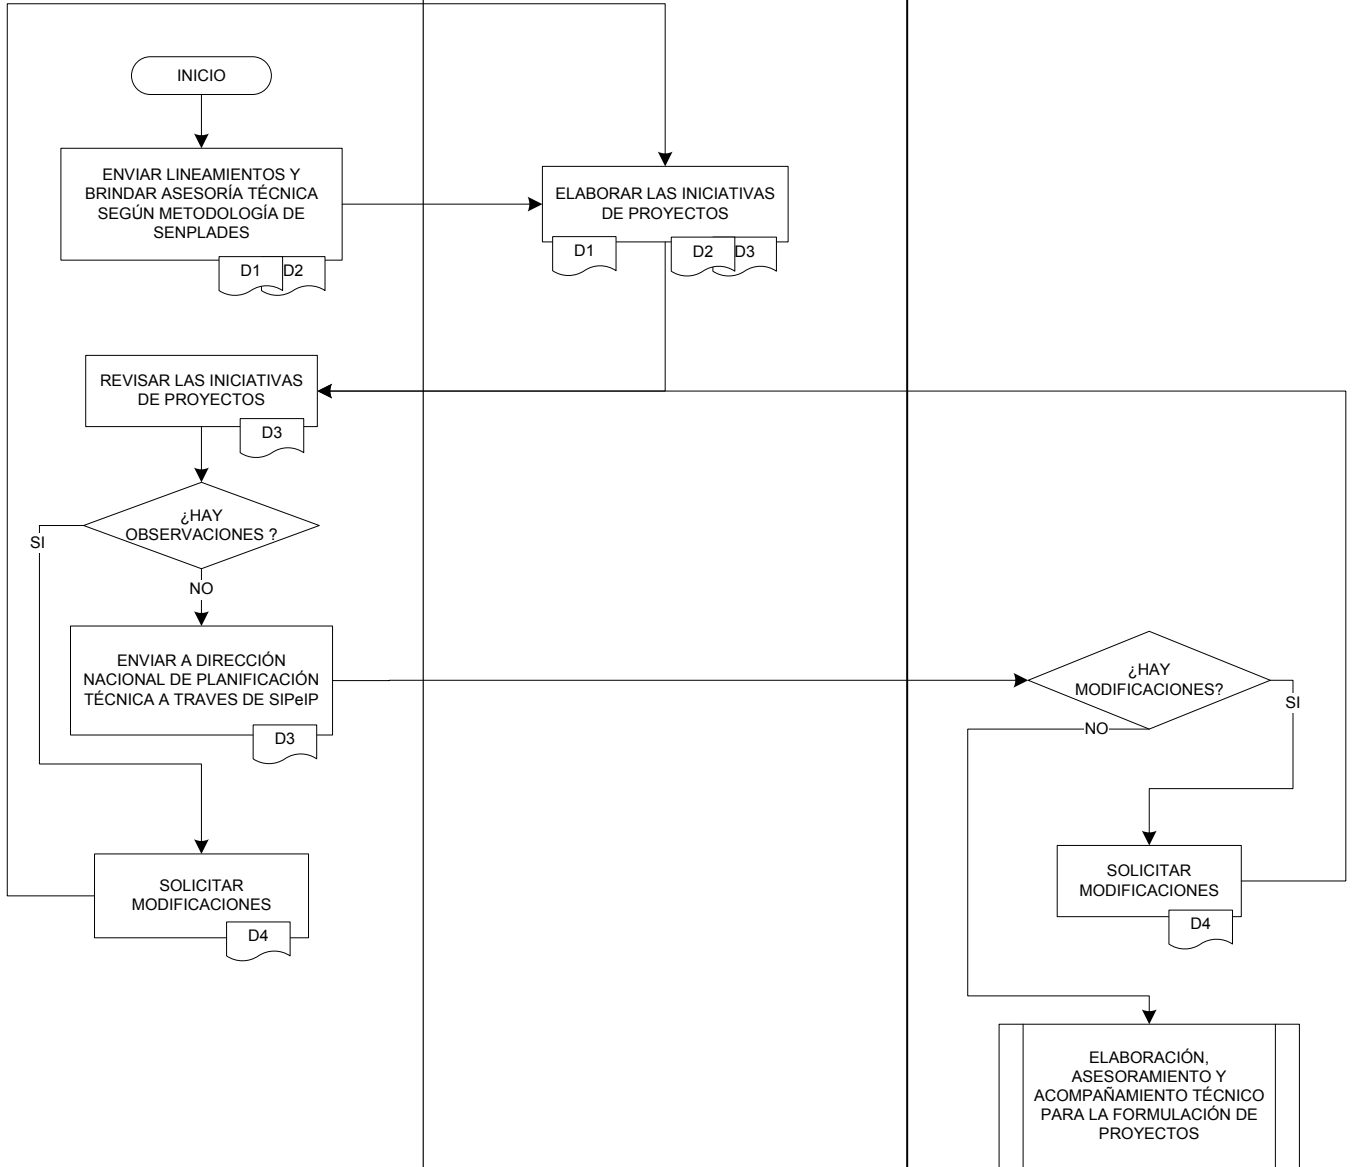 INICIO
ENVIAR LINEAMIENTOS Y
BRINDAR ASESORÍA TÉCNICA
SEGÚN METODOLOGÍA DE
SENPLADES
D1
D2
ELABORAR LAS INICIATIVAS
DE PROYECTOS
D1
D2
D3
REVISAR LAS INICIATIVAS
DE PROYECTOS
D3
¿HAY
OBSERVACIONES ?
SI
NO
ENVIAR A DIRECCIÓN
NACIONAL DE PLANIFICACIÓN
TÉCNICA A TRAVES DE SIPeIP
D3
¿HAY
MODIFICACIONES?
SI
NO
SOLICITAR
MODIFICACIONES
D4
SOLICITAR
MODIFICACIONES
D4
ELABORACIÓN,
ASESORAMIENTO Y
ACOMPAÑAMIENTO TÉCNICO
PARA LA FORMULACIÓN DE
PROYECTOS